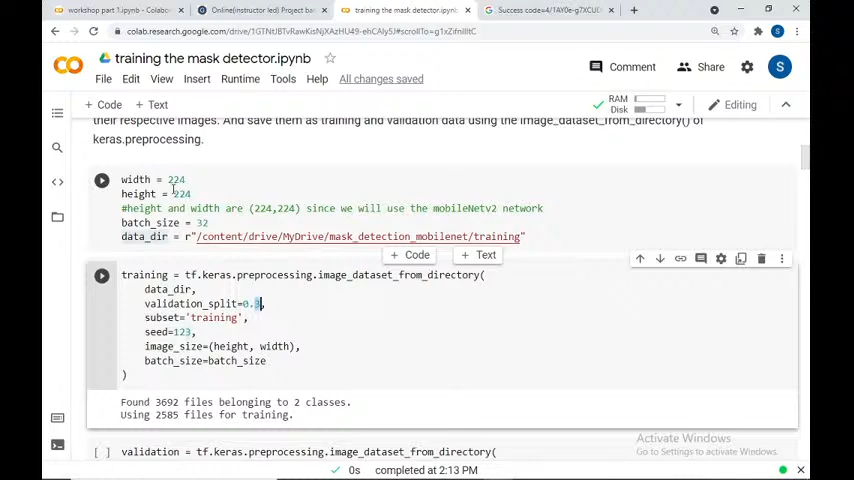 workshop part 1.ipynb - Colabor
Online(instructor led) Project ba
training the mask detector.ipynb
Success code=4/1AY0e-g7XCUD
colab.research.google.com/drive/
training the mask detector.ipynb
File Edit View Insert Runtime Tools Help All changes saved
Comment Share S
+ Code + Text
RAM
Disk
Editing
their respective images. And save them as training and validation data using the image_dataset_from_directory() of
keras.preprocessing.
width = 224
height = 224
#height and width are (224,224) since we will use the mobileNetv2 network
batch_size = 32
data_dir = r"/content/drive/MyDrive/mask_detection_mobilenet/training"
+ Code + Text
training = tf.keras.preprocessing.image_dataset_from_directory(
data_dir,
validation_split=0.3,
subset='training',
seed=123,
image_size=(height, width),
batch_size=batch_size
)
Found 3692 files belonging to 2 classes.
Using 2585 files for training.
[ ] validation = tf.keras.preprocessing.image_dataset_from_directory(
Activate Windows
Go to Settings to activate Windows.
0s completed at 2:13 PM